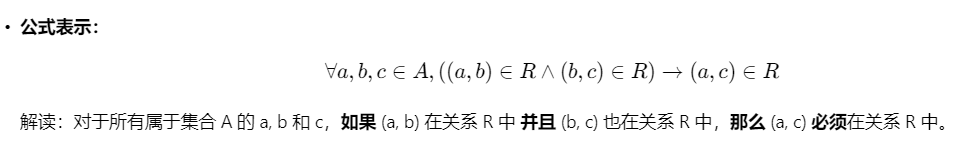 • 公式表示：
∀a, b, c ∈ A, ((a, b) ∈ R ∧ (b, c) ∈ R) → (a, c) ∈ R
解读：对于所有属于集合 A 的 a, b 和 c，如果 (a, b) 在关系 R 中 并且 (b, c) 也在关系 R 中，那么 (a, c) 必须在关系 R 中。